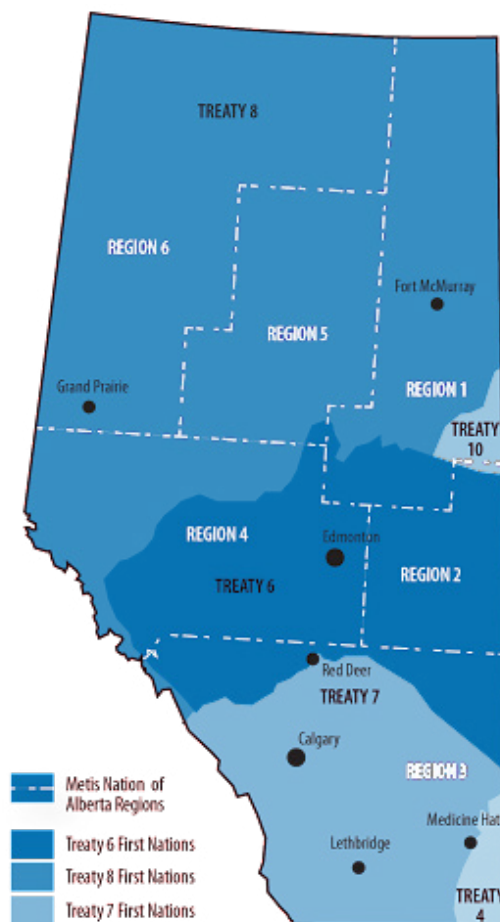 TREATY 8
REGION 6
Fort McMurray
REGION 5
Grand Prairie
REGION 1
TREATY
10
REGION 4
Edmonton
REGION 2
TREATY 6
Red Deer
TREATY 7
Calgary
REGION 3
Metis Nation of
Alberta Regions
Medicine Hat
Treaty 6 First Nations
Lethbridge
Treaty 8 First Nations
TREATY
4
Treaty 7 First Nations